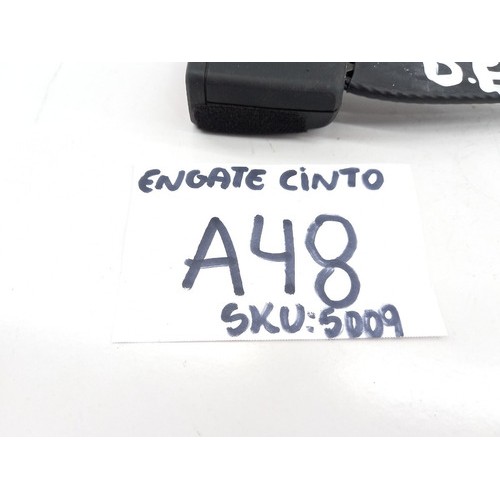 ENGATE CINTO
A48
SKU:5009